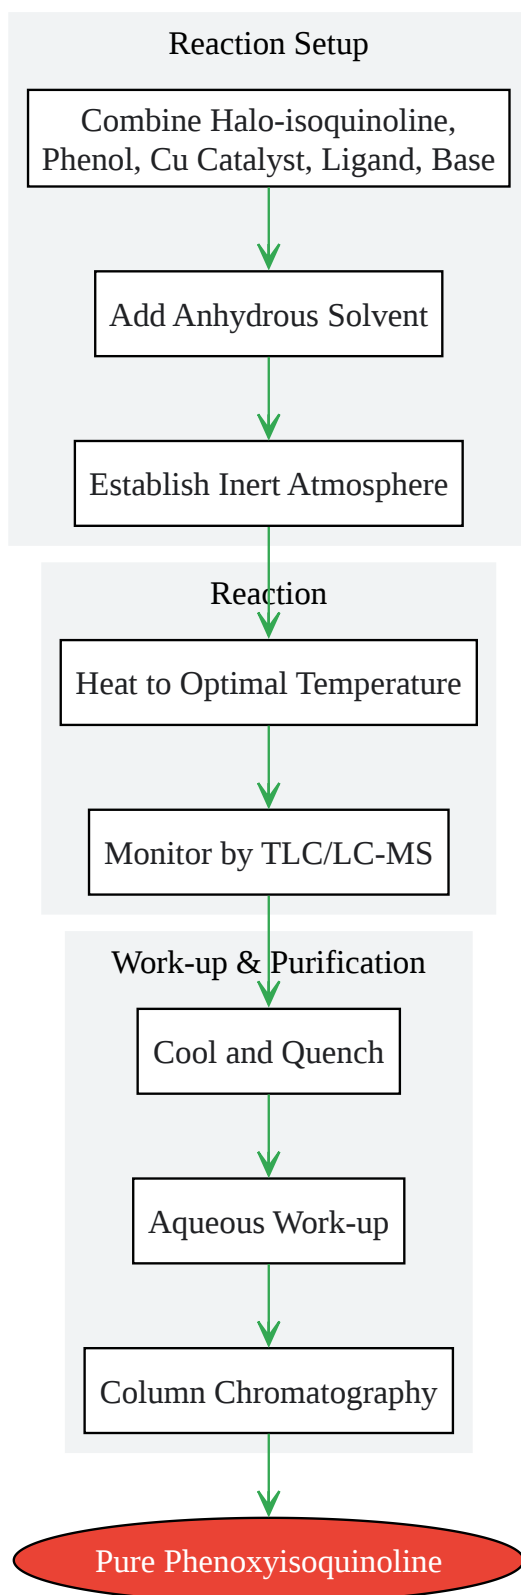 Reaction Setup
Combine Halo-isoquinoline,
Phenol, Cu Catalyst, Ligand, Base
Add Anhydrous Solvent
Establish Inert Atmosphere
Reaction
Heat to Optimal Temperature
Monitor by TLC/LC-MS
Work-up & Purification
Cool and Quench
Aqueous Work-up
Column Chromatography
Pure Phenoxyisoquinoline